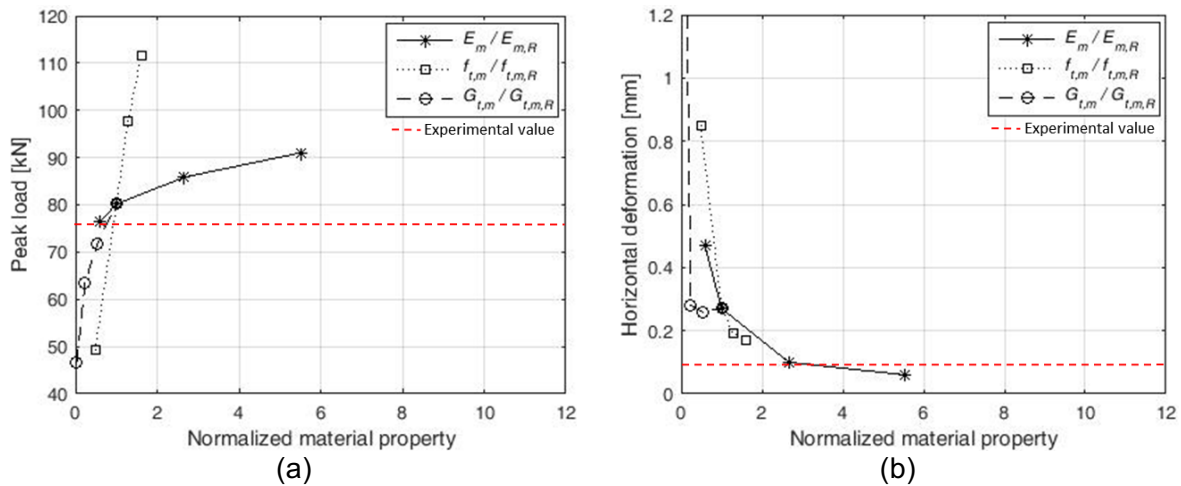 120
110
100
90
80
70
60
50
40
Peak load [kN]
0 2 4 6 8 10 12
Normalized material property
E_m / E_m,R
f_t,m / f_t,m,R
G_t,m / G_t,m,R
Experimental value
(a)
1.2
1
0.8
0.6
0.4
0.2
0
Horizontal deformation [mm]
0 2 4 6 8 10 12
Normalized material property
E_m / E_m,R
f_t,m / f_t,m,R
G_t,m / G_t,m,R
Experimental value
(b)